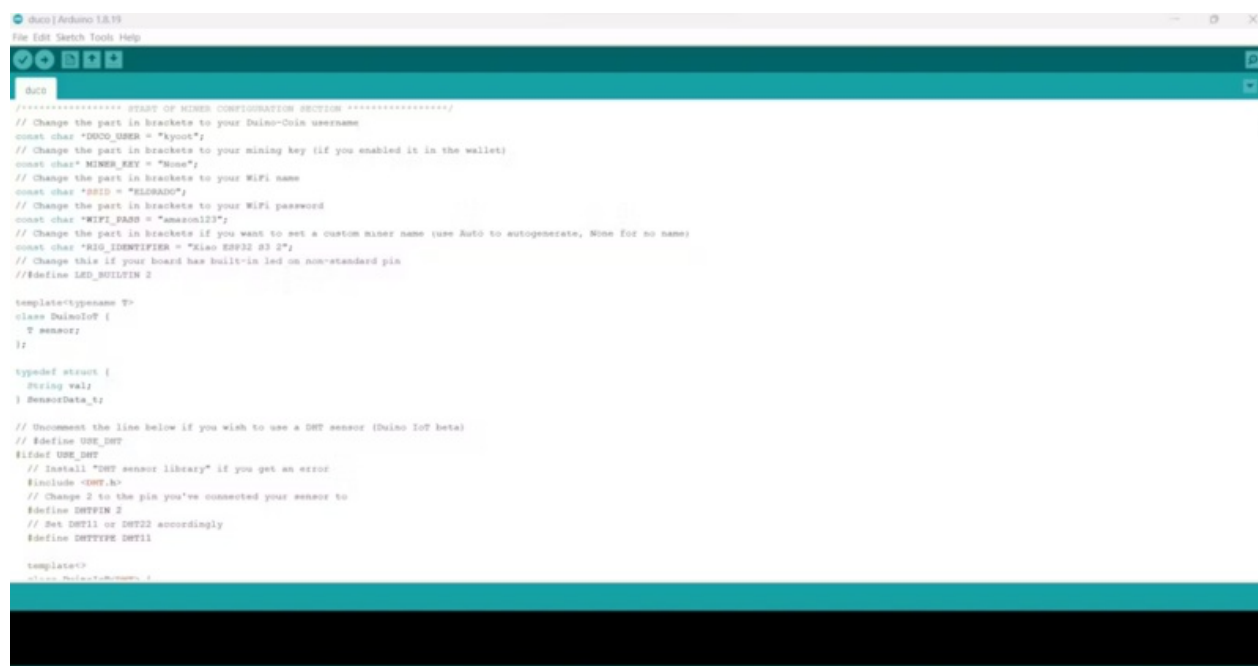 duco | Arduino 1.8.19
File Edit Sketch Tools Help
duco
/***************** START OF MINER CONFIGURATION SECTION *****************/
// Change the part in brackets to your Duino-Coin username
const char *DUCO_USER = "kyoot";
// Change the part in brackets to your mining key (if you enabled it in the wallet)
const char* MINER_KEY = "None";
// Change the part in brackets to your WiFi name
const char *SSID = "ELDRADO";
// Change the part in brackets to your WiFi password
const char *WIFI_PASS = "amazon123";
// Change the part in brackets if you want to set a custom miner name (use Auto to autogenerate, None for no name)
const char *RIG_IDENTIFIER = "Xiao ESP32 S3 2";
// Change this if your board has built-in led on non-standard pin
//#define LED_BUILTIN 2
template<typename T>
class DuinoIoT {
T sensor;
};
typedef struct {
String val;
} SensorData_t;
// Uncomment the line below if you wish to use a DHT sensor (Duino IoT beta)
// #define USE_DHT
#ifdef USE_DHT
// Install "DHT sensor library" if you get an error
#include <DHT.h>
// Change 2 to the pin you've connected your sensor to
#define DHTPIN 2
// Set DHT11 or DHT22 accordingly
#define DHTTYPE DHT11
template<>
class DuinoIoT<DHT> {